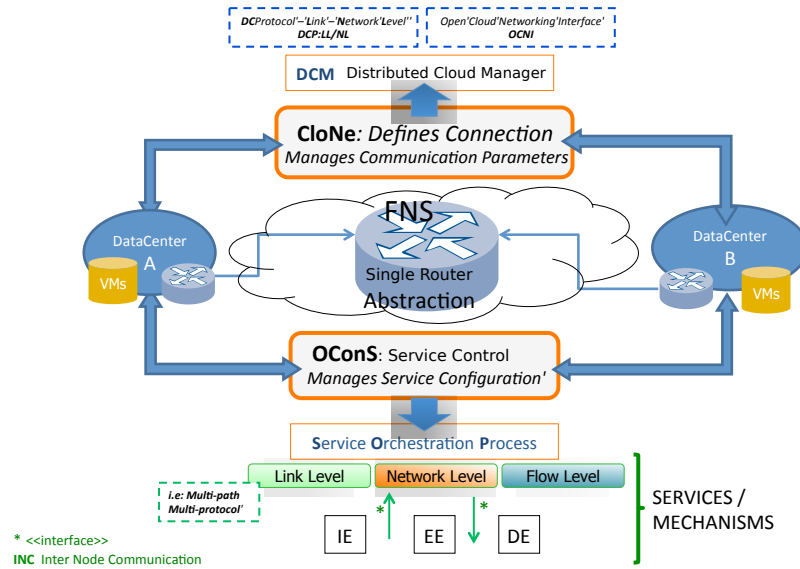 DCProtocol'–'Link'–'Network'Level''
DCP:LL/NL
Open'Cloud'Networking'Interface'
OCNI
DCM Distributed Cloud Manager
CloNe: Defines Connection
Manages Communication Parameters
FNS
Single Router
Abstraction
DataCenter
A
VMs
DataCenter
B
VMs
OConS: Service Control
Manages Service Configuration'
Service Orchestration Process
Link Level
Network Level
Flow Level
i.e: Multi-path
Multi-protocol'
*
*
IE
EE
DE
SERVICES /
MECHANISMS
* <<interface>>
INC Inter Node Communication